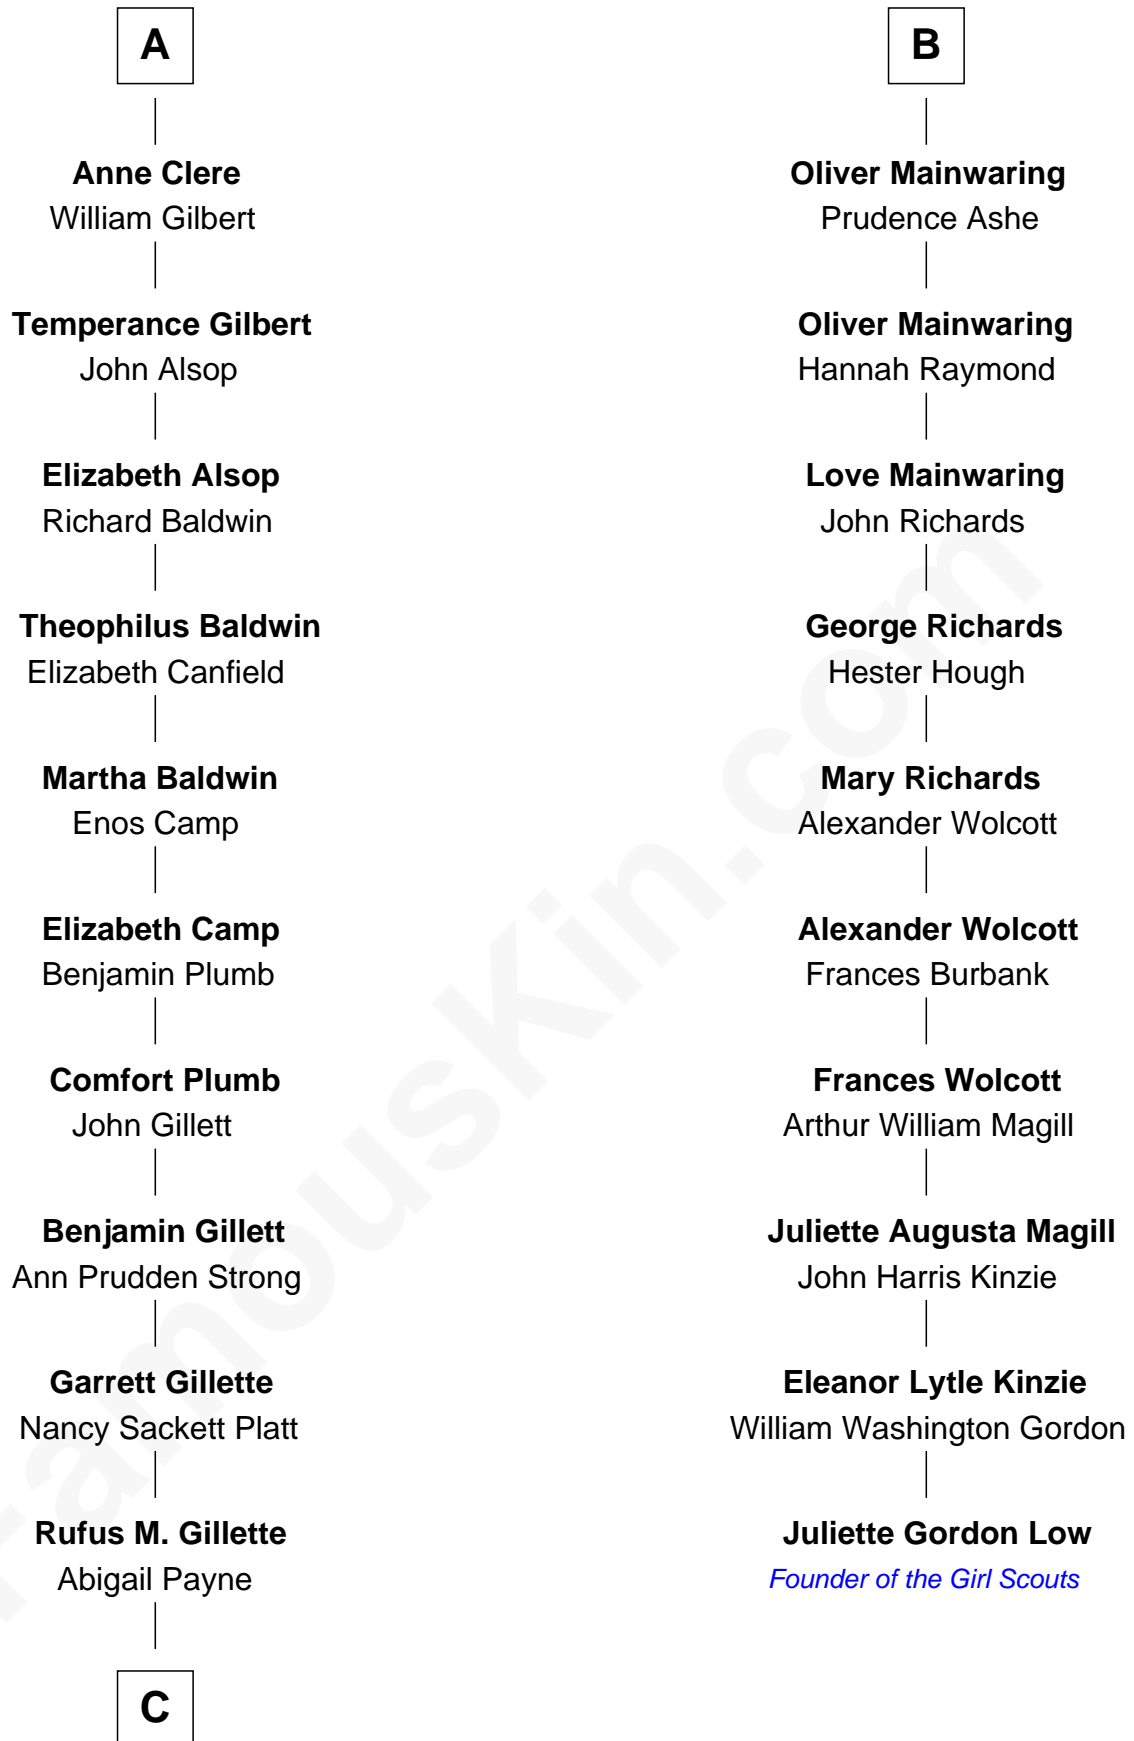 A
Anne Clere
William Gilbert
Temperance Gilbert
John Alsop
Elizabeth Alsop
Richard Baldwin
Theophilus Baldwin
Elizabeth Canfield
Martha Baldwin
Enos Camp
Elizabeth Camp
Benjamin Plumb
Comfort Plumb
John Gillett
Benjamin Gillett
Ann Prudden Strong
Garrett Gillette
Nancy Sackett Platt
Rufus M. Gillette
Abigail Payne
C
B
Oliver Mainwaring
Prudence Ashe
Oliver Mainwaring
Hannah Raymond
Love Mainwaring
John Richards
George Richards
Hester Hough
Mary Richards
Alexander Wolcott
Alexander Wolcott
Frances Burbank
Frances Wolcott
Arthur William Magill
Juliette Augusta Magill
John Harris Kinzie
Eleanor Lytle Kinzie
William Washington Gordon
Juliette Gordon Low
Founder of the Girl Scouts
FamousKin.com